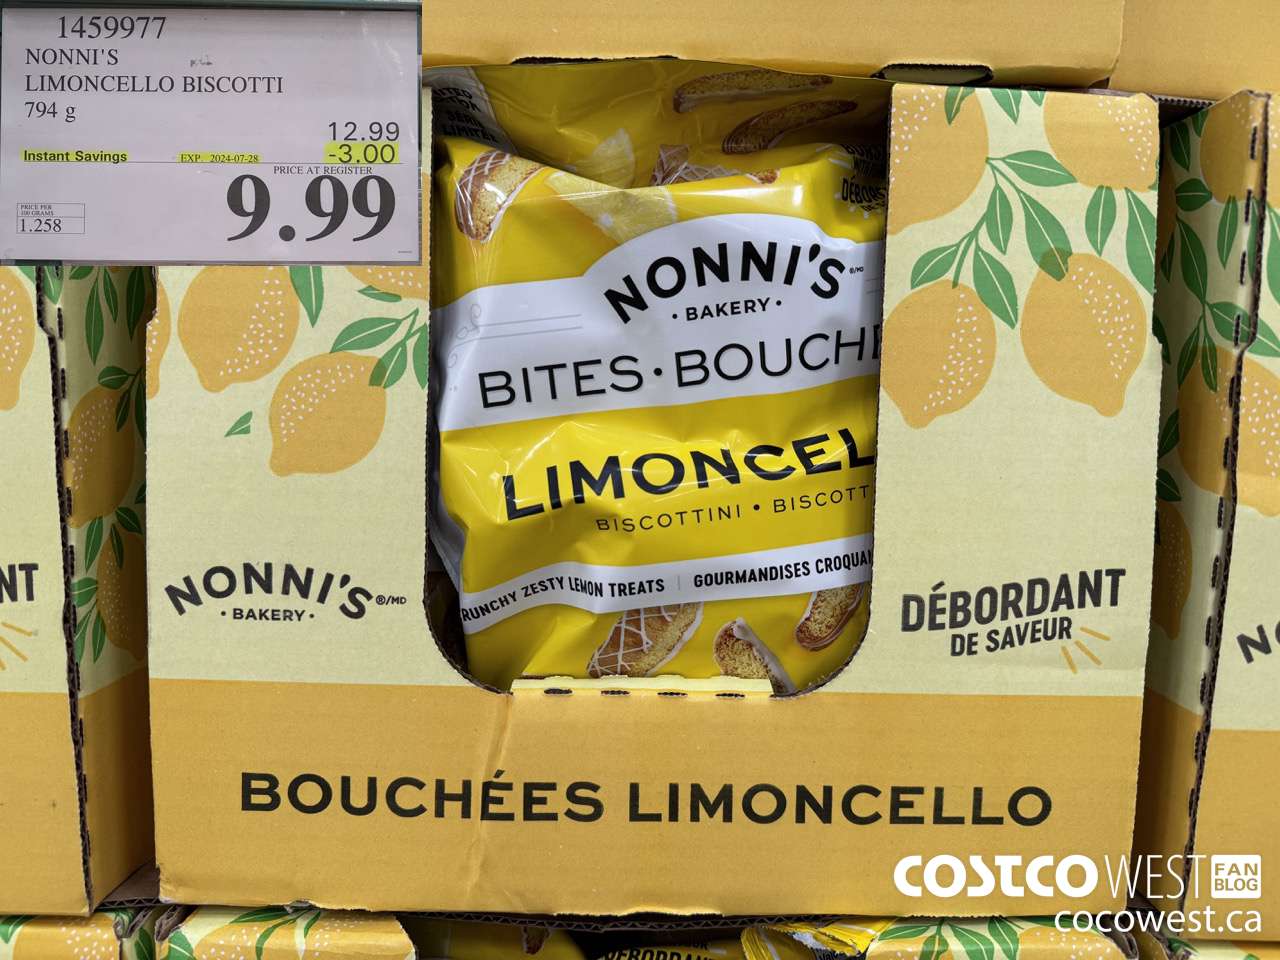 1459977
NONNI'S
LIMONCELLO BISCOTTI
794 g
12.99
Instant Savings EXP. 2024-07-28 -3.00
PRICE AT REGISTER
9.99
PRICE PER
100 GRAMS
1.258
NONNI'S ®/MD
• BAKERY •
BITES • BOUCH
LIMONCEL
BISCOTTINI • BISCOTT
RUNCHY ZESTY LEMON TREATS | GOURMANDISES CROQUAN
NT
NONNI'S ®/MD
• BAKERY •
DÉBORDANT
DE SAVEUR
BOUCHÉES LIMONCELLO
COSTCO WEST FAN BLOG
cocowest.ca